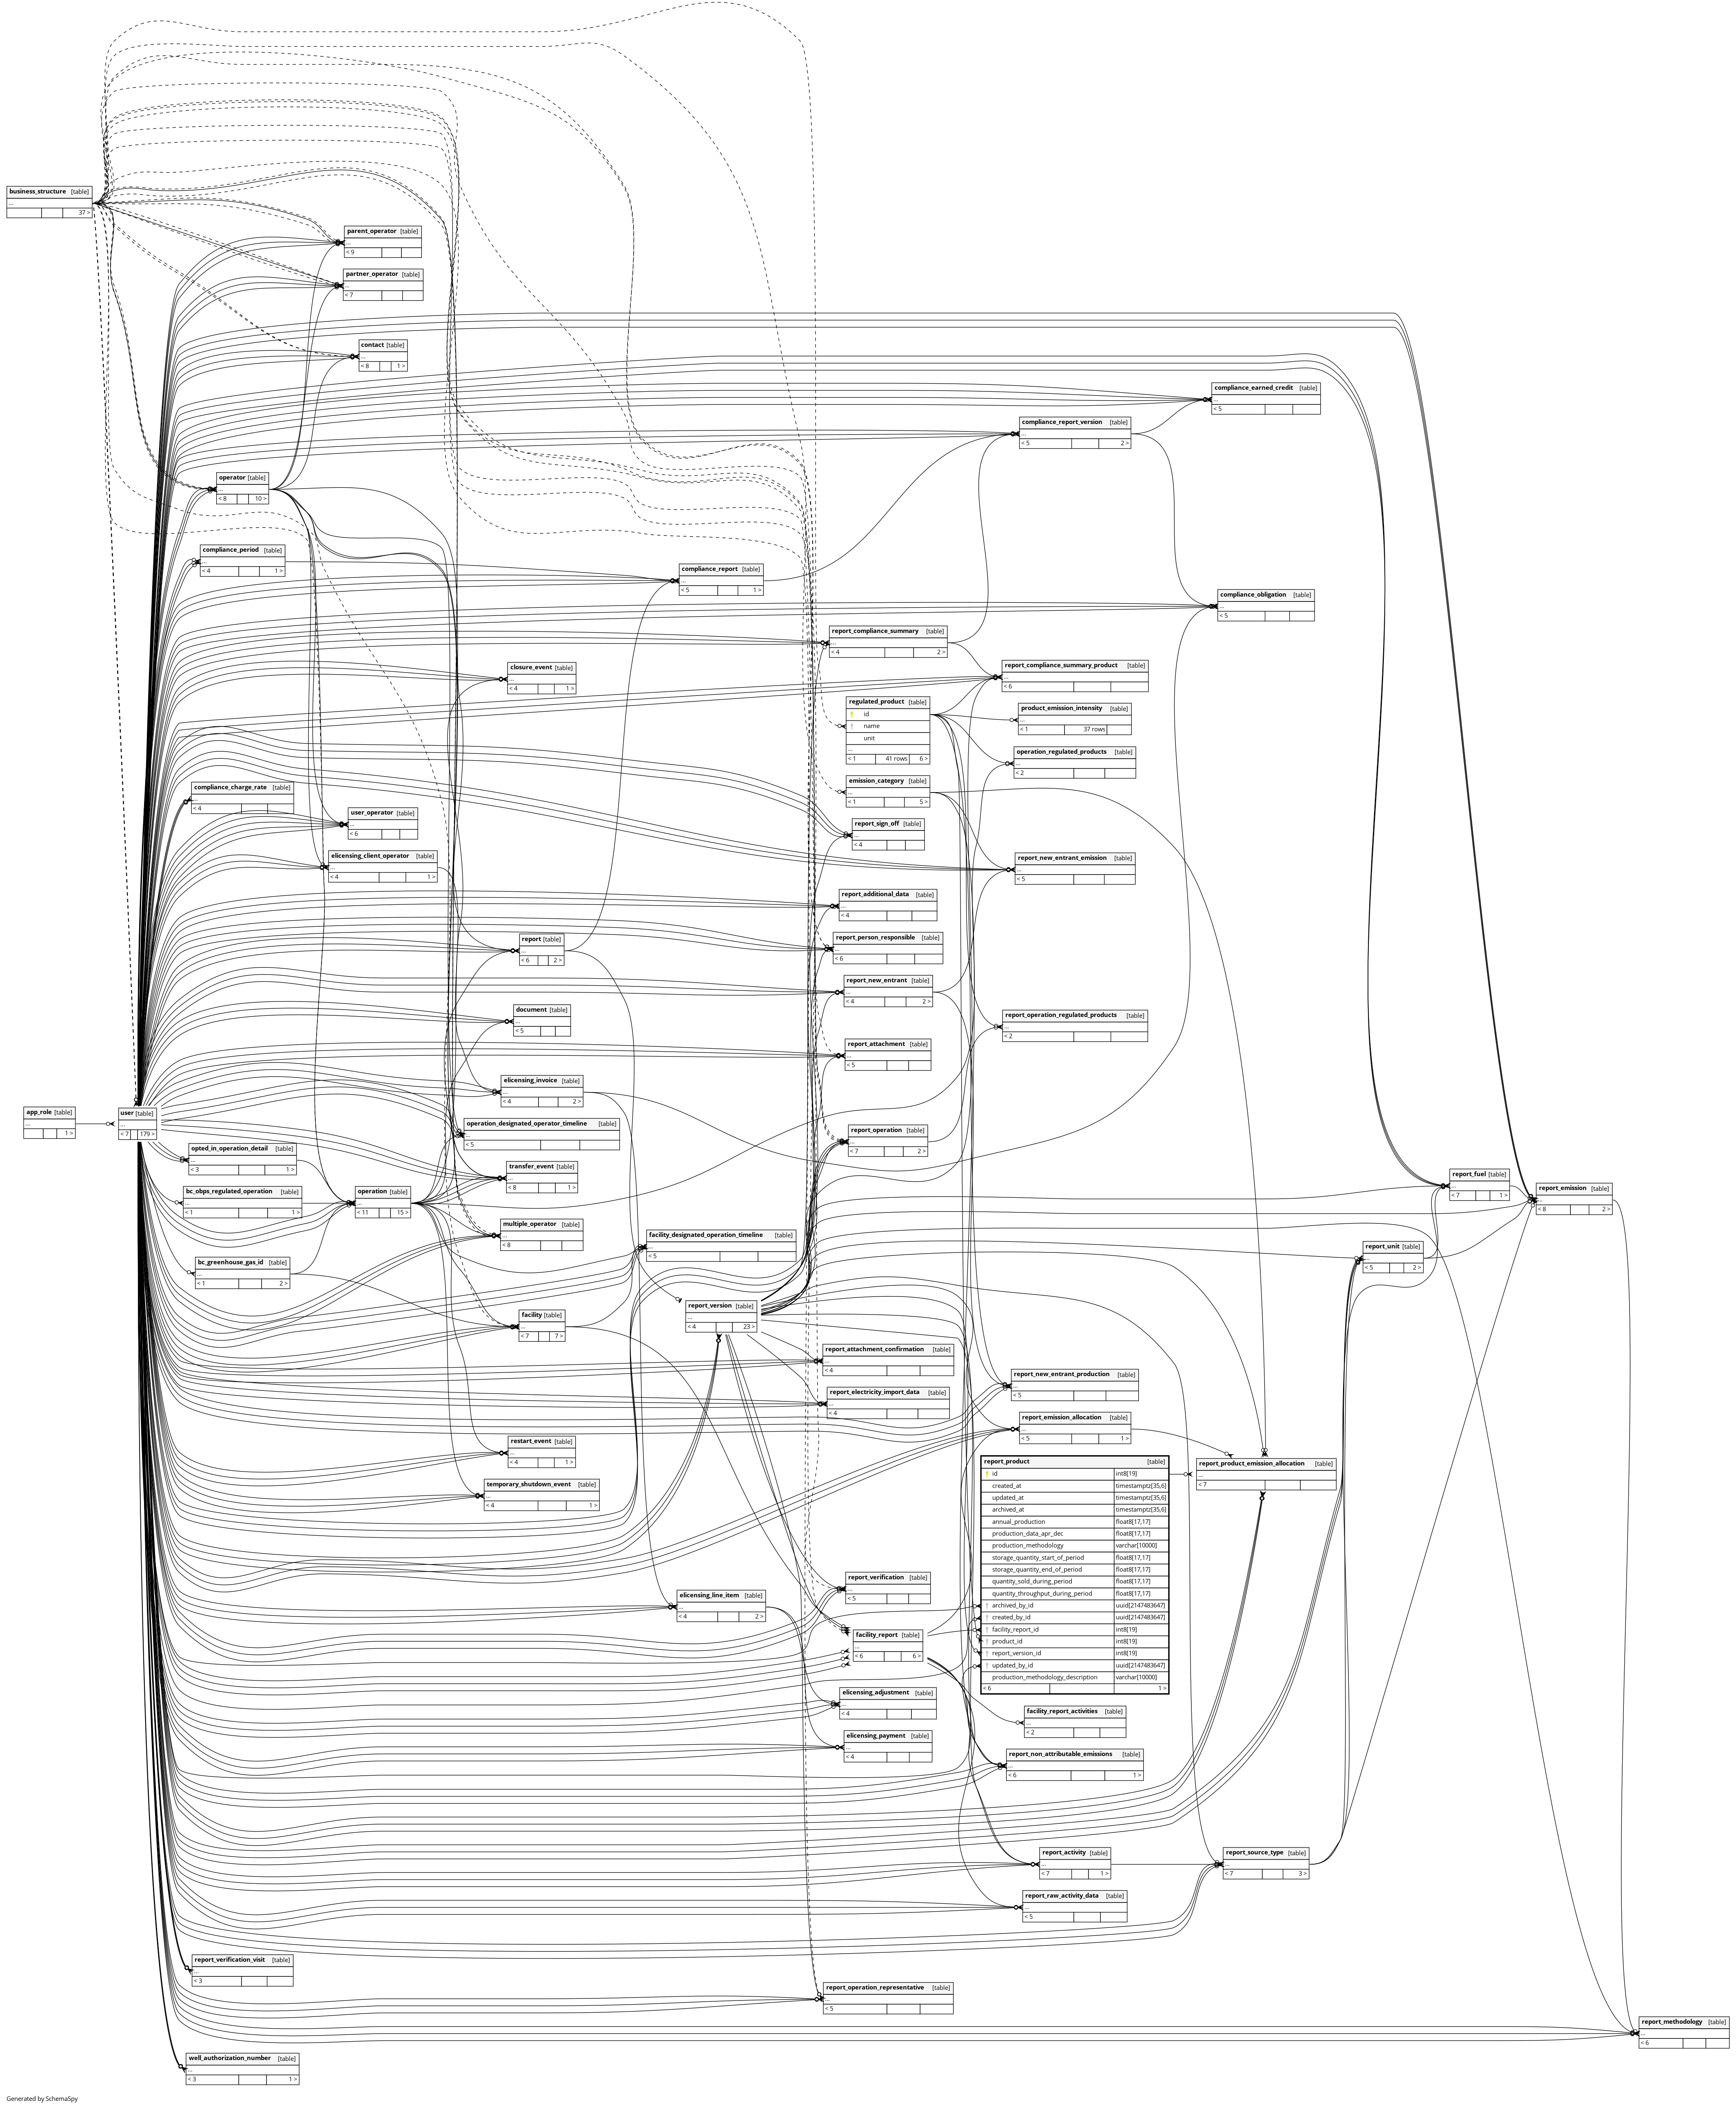 business_structure [table]
...
37 >
parent_operator [table]
...
< 9
partner_operator [table]
...
< 7
contact [table]
...
< 8 1 >
compliance_earned_credit [table]
...
< 5
compliance_report_version [table]
...
< 5 2 >
operator [table]
...
< 8 10 >
compliance_period [table]
...
< 4 1 >
compliance_report [table]
...
< 5 1 >
compliance_obligation [table]
...
< 5
report_compliance_summary [table]
...
< 4 2 >
closure_event [table]
...
< 4 1 >
report_compliance_summary_product [table]
...
< 6
regulated_product [table]
id
name
unit
...
< 1 41 rows 6 >
product_emission_intensity [table]
...
< 1 37 rows
operation_regulated_products [table]
...
< 2
emission_category [table]
...
< 1 5 >
compliance_charge_rate [table]
...
< 4
user_operator [table]
...
< 6
report_sign_off [table]
...
< 4
elicensing_client_operator [table]
...
< 4 1 >
report_new_entrant_emission [table]
...
< 5
report_additional_data [table]
...
< 4
report [table]
...
< 6 2 >
report_person_responsible [table]
...
< 6
report_new_entrant [table]
...
< 4 2 >
document [table]
...
< 5
report_operation_regulated_products [table]
...
< 2
report_attachment [table]
...
< 5
elicensing_invoice [table]
...
< 4 2 >
app_role [table]
...
1 >
user [table]
...
< 7 179 >
operation_designated_operator_timeline [table]
...
< 5
report_operation [table]
...
< 7 2 >
opted_in_operation_detail [table]
...
< 3 1 >
transfer_event [table]
...
< 8 1 >
report_fuel [table]
...
< 7 1 >
report_emission [table]
...
< 8 2 >
bc_obps_regulated_operation [table]
...
< 1 1 >
operation [table]
...
< 11 15 >
multiple_operator [table]
...
< 8
facility_designated_operation_timeline [table]
...
< 5
report_unit [table]
...
< 5 2 >
bc_greenhouse_gas_id [table]
...
< 1 2 >
facility [table]
...
< 7 7 >
report_version [table]
...
< 4 23 >
report_attachment_confirmation [table]
...
< 4
report_new_entrant_production [table]
...
< 5
report_electricity_import_data [table]
...
< 4
report_emission_allocation [table]
...
< 5 1 >
restart_event [table]
...
< 4 1 >
report_product [table]
id int8[19]
created_at timestamptz[35,6]
updated_at timestamptz[35,6]
archived_at timestamptz[35,6]
annual_production float8[17,17]
production_data_apr_dec float8[17,17]
production_methodology varchar[10000]
storage_quantity_start_of_period float8[17,17]
storage_quantity_end_of_period float8[17,17]
quantity_sold_during_period float8[17,17]
quantity_throughput_during_period float8[17,17]
archived_by_id uuid[2147483647]
created_by_id uuid[2147483647]
facility_report_id int8[19]
product_id int8[19]
report_version_id int8[19]
updated_by_id uuid[2147483647]
production_methodology_description varchar[10000]
< 6 1 >
report_product_emission_allocation [table]
...
< 7
temporary_shutdown_event [table]
...
< 4 1 >
report_verification [table]
...
< 5
elicensing_line_item [table]
...
< 4 2 >
facility_report [table]
...
< 6 6 >
elicensing_adjustment [table]
...
< 4
facility_report_activities [table]
...
< 2
elicensing_payment [table]
...
< 4
report_non_attributable_emissions [table]
...
< 6 1 >
report_activity [table]
...
< 7 1 >
report_source_type [table]
...
< 7 3 >
report_raw_activity_data [table]
...
< 5
report_verification_visit [table]
...
< 3
report_operation_representative [table]
...
< 5
report_methodology [table]
...
< 6
well_authorization_number [table]
...
< 3 1 >
Generated by SchemaSpy